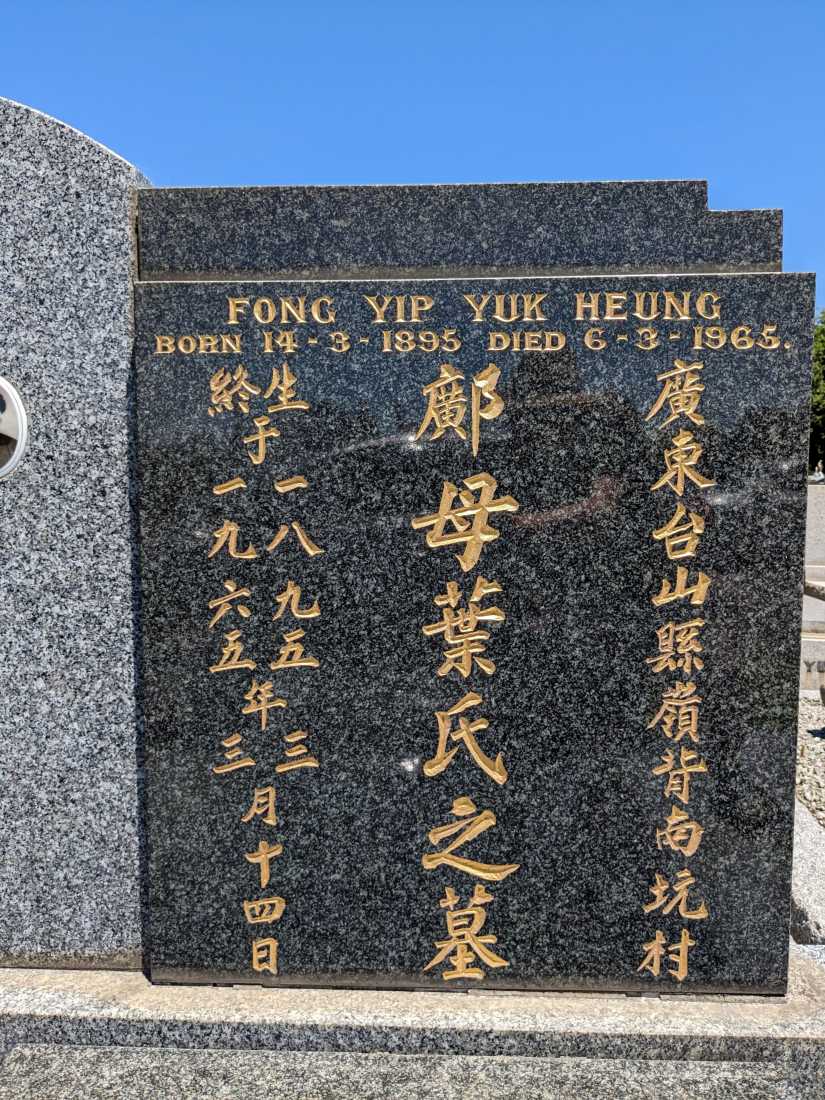 FONG YIP YUK HEUNG
BORN 14-3-1895 DIED 6-3-1965.
廣東台山縣嶺背南坑村
鄺母葉氏之墓
生終于一八九五一九六五年三三月十四日